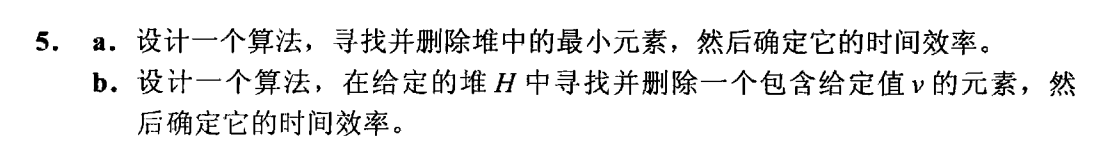 5. a. 设计一个算法，寻找并删除堆中的最小元素，然后确定它的时间效率。
b. 设计一个算法，在给定的堆 H 中寻找并删除一个包含给定值 v 的元素，然
后确定它的时间效率。